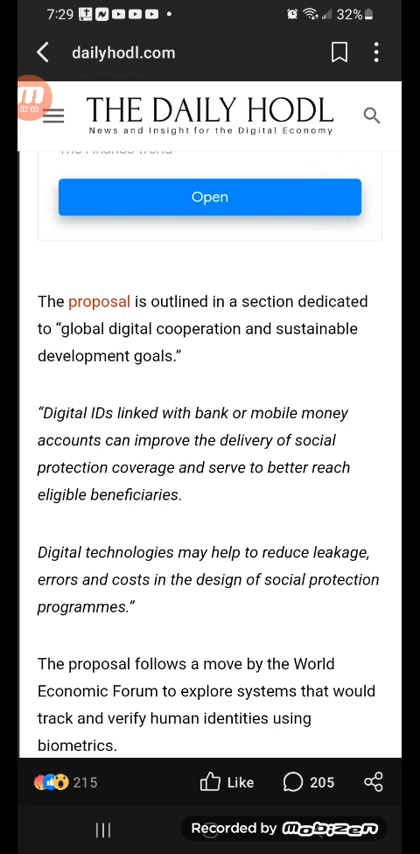 7:29
32%
dailyhodl.com
02:02
THE DAILY HODL
News and Insight for the Digital Economy
The Finance Trend
Open
The proposal is outlined in a section dedicated
to “global digital cooperation and sustainable
development goals.”
“Digital IDs linked with bank or mobile money
accounts can improve the delivery of social
protection coverage and serve to better reach
eligible beneficiaries.
Digital technologies may help to reduce leakage,
errors and costs in the design of social protection
programmes.”
The proposal follows a move by the World
Economic Forum to explore systems that would
track and verify human identities using
biometrics.
215
Like
205
Recorded by mobizen